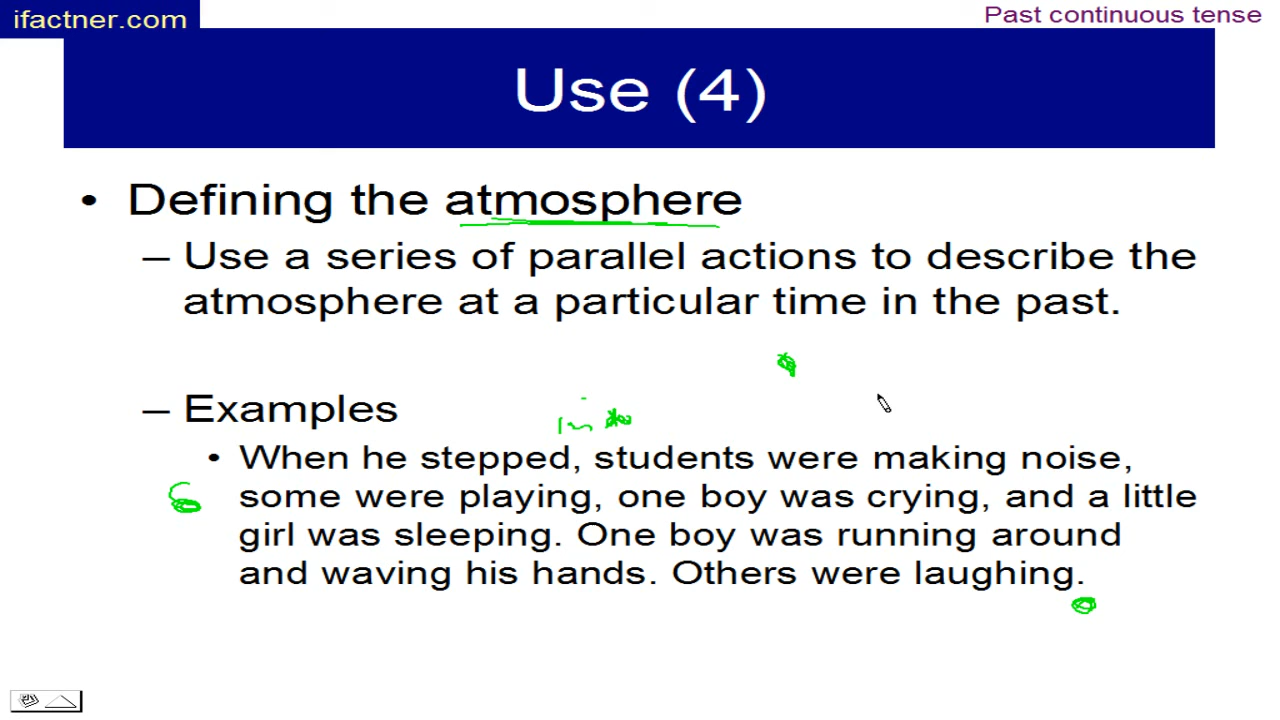 ifactner.com
Past continuous tense
Use (4)
• Defining the atmosphere
– Use a series of parallel actions to describe the
atmosphere at a particular time in the past.
– Examples
• When he stepped, students were making noise,
some were playing, one boy was crying, and a little
girl was sleeping. One boy was running around
and waving his hands. Others were laughing.